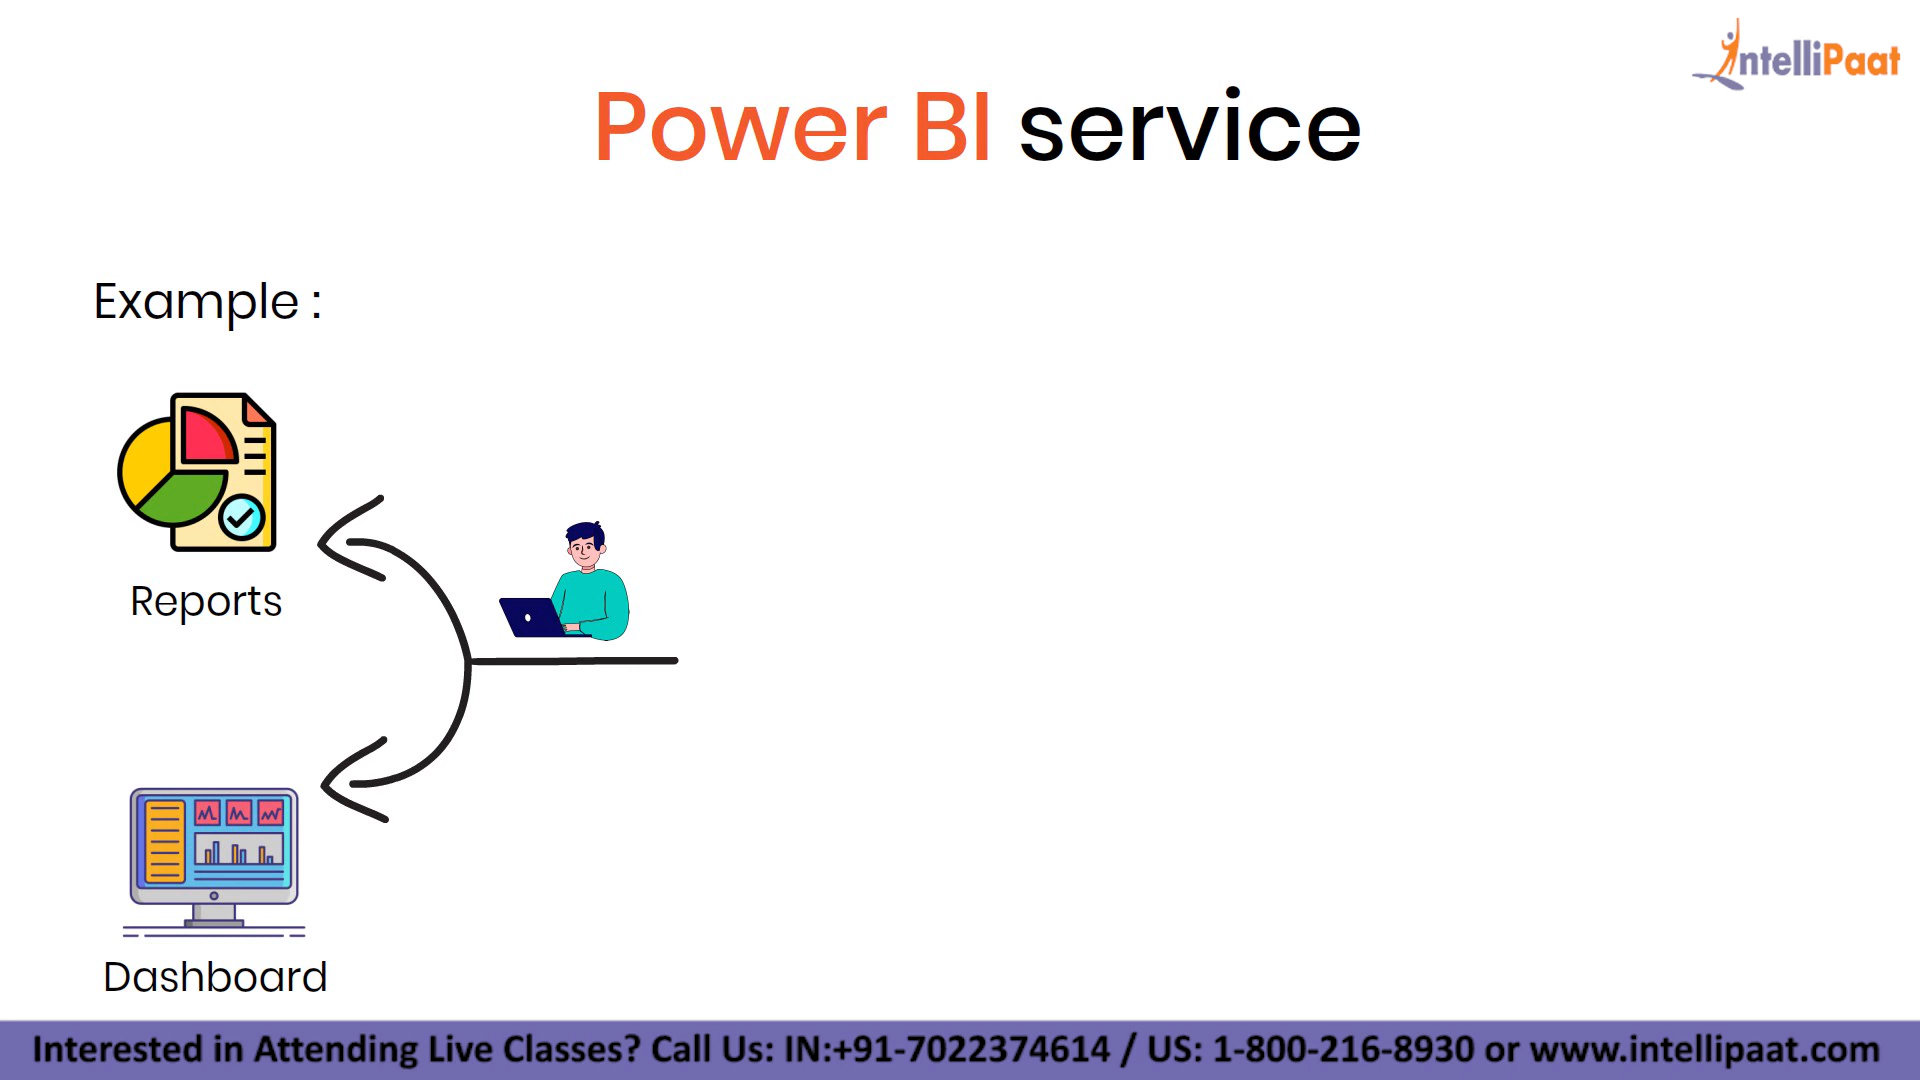 IntelliPaat
Power BI service
Example :
Reports
Dashboard
Interested in Attending Live Classes? Call Us: IN:+91-7022374614 / US: 1-800-216-8930 or www.intellipaat.com